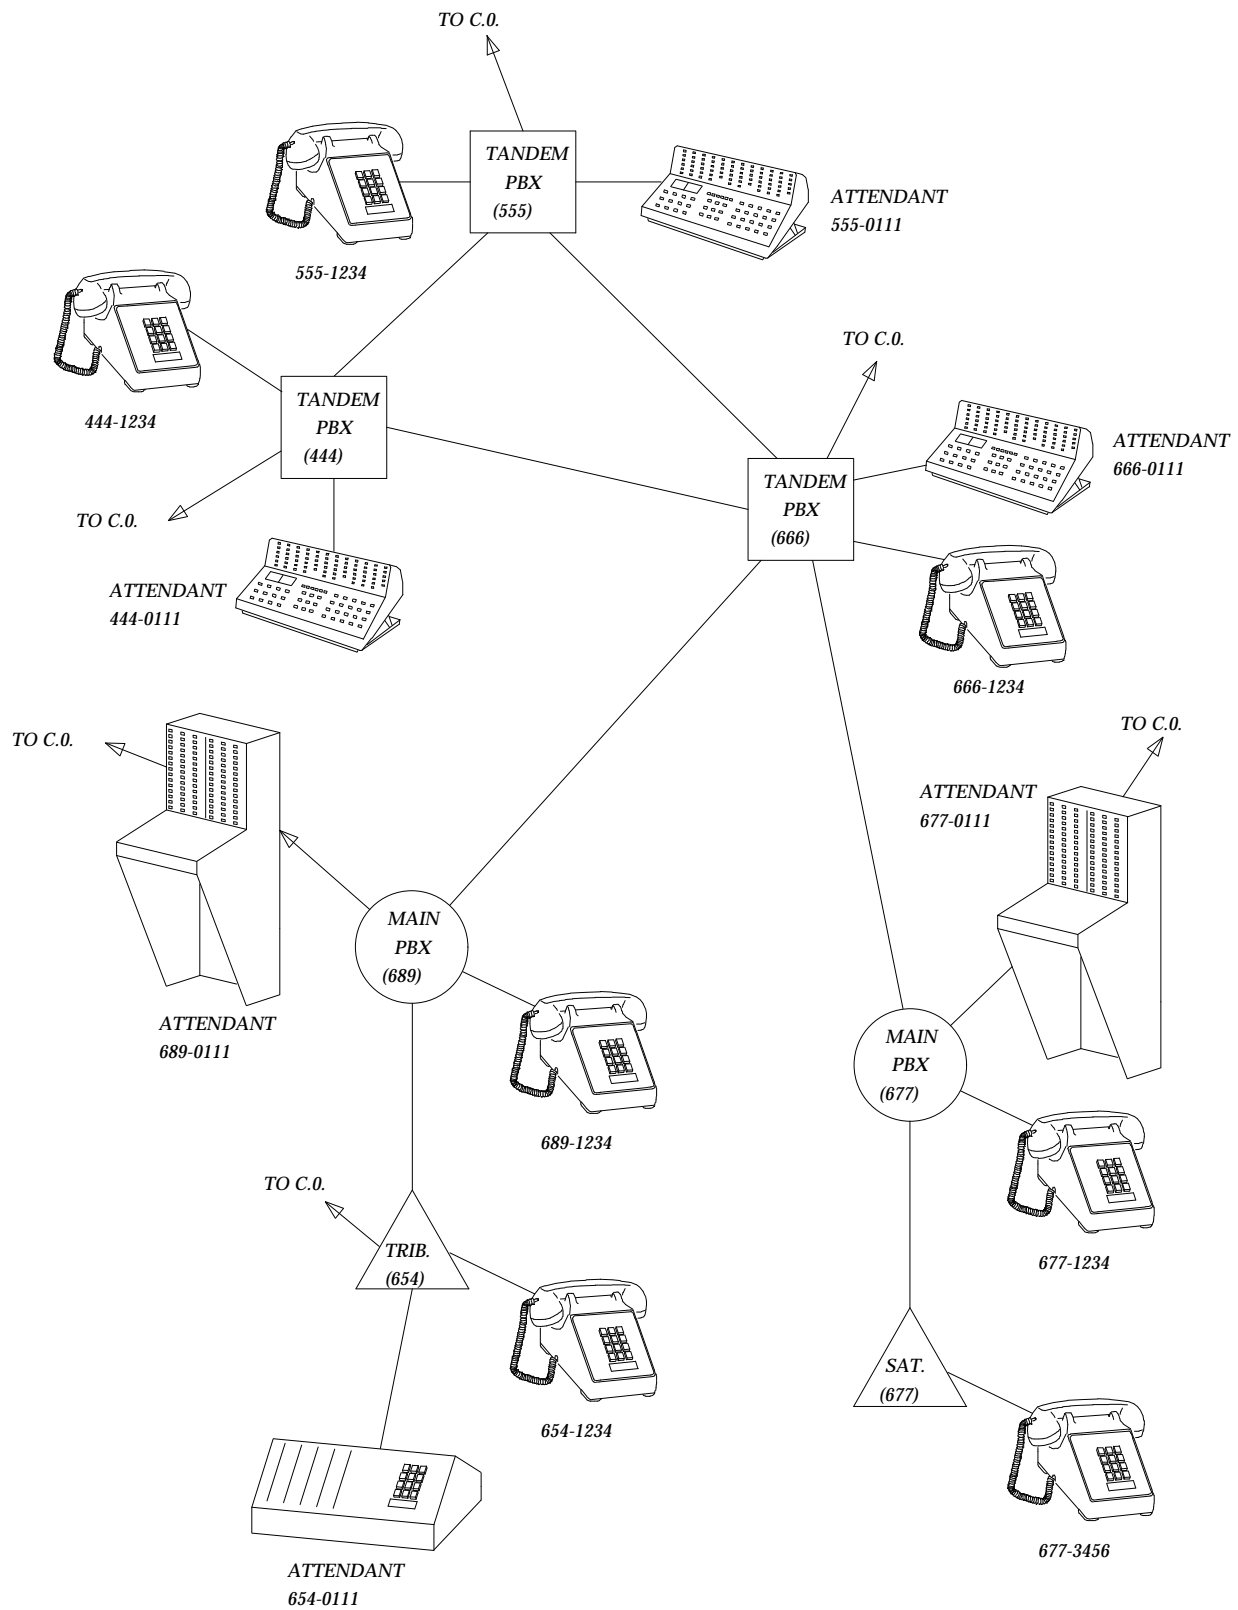 TO C.0.
TANDEM
PBX
(555)
ATTENDANT
555-0111
555-1234
TO C.0.
444-1234
TANDEM
PBX
(444)
ATTENDANT
666-0111
TANDEM
PBX
(666)
TO C.0.
ATTENDANT
444-0111
666-1234
TO C.0.
TO C.0.
ATTENDANT
677-0111
MAIN
PBX
(689)
ATTENDANT
689-0111
MAIN
PBX
(677)
689-1234
TO C.0.
TRIB.
(654)
677-1234
SAT.
(677)
654-1234
677-3456
ATTENDANT
654-0111